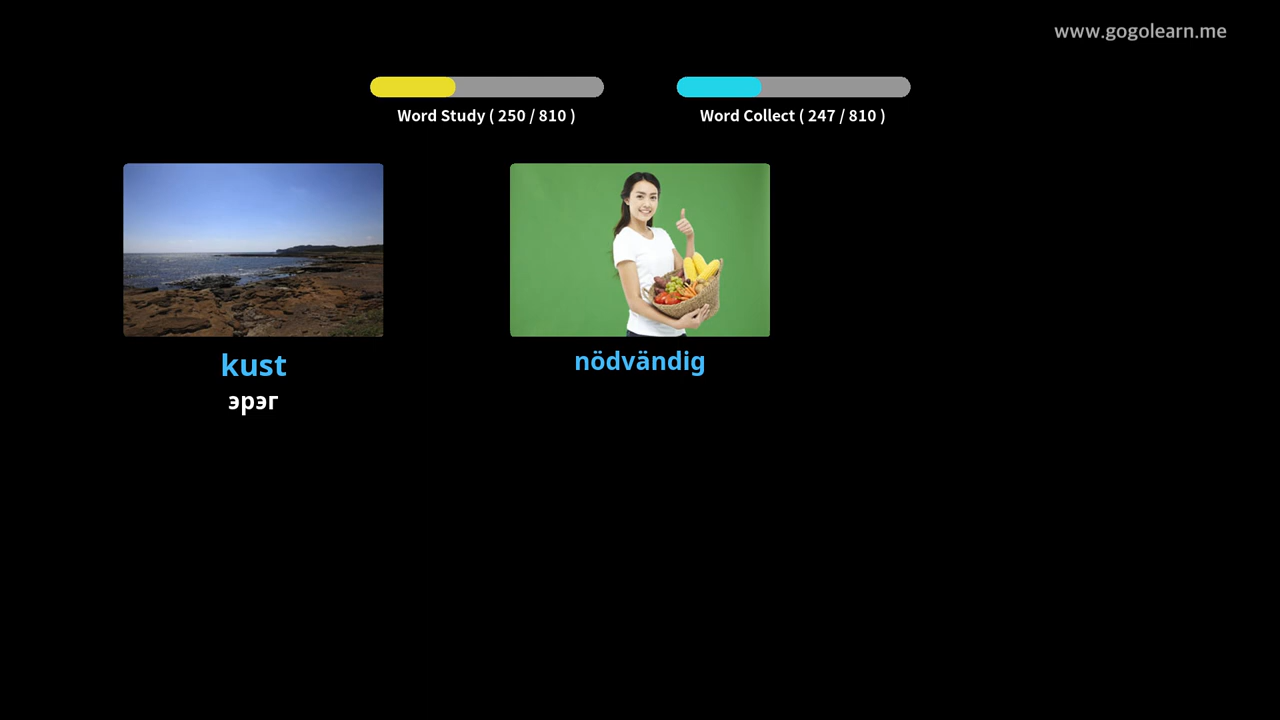 www.gogolearn.me
Word Study ( 250 / 810 )
Word Collect ( 247 / 810 )
kust
эрэг
nödvändig